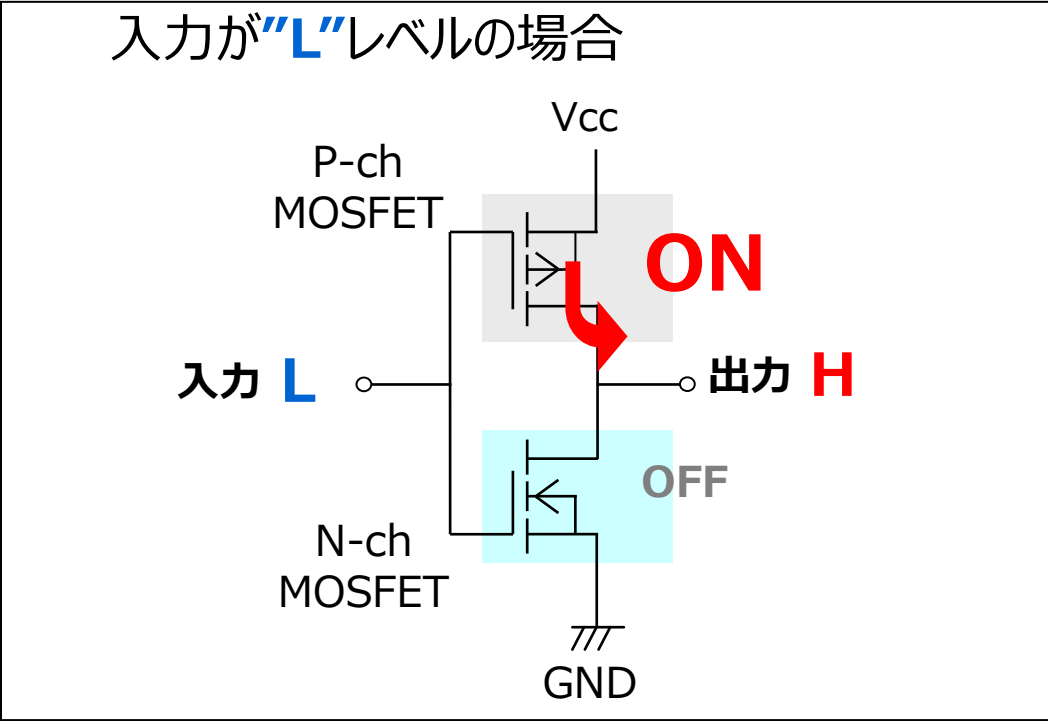 入力が”L”レベルの場合
Vcc
P-ch
MOSFET
ON
入力 L
出力 H
OFF
N-ch
MOSFET
GND